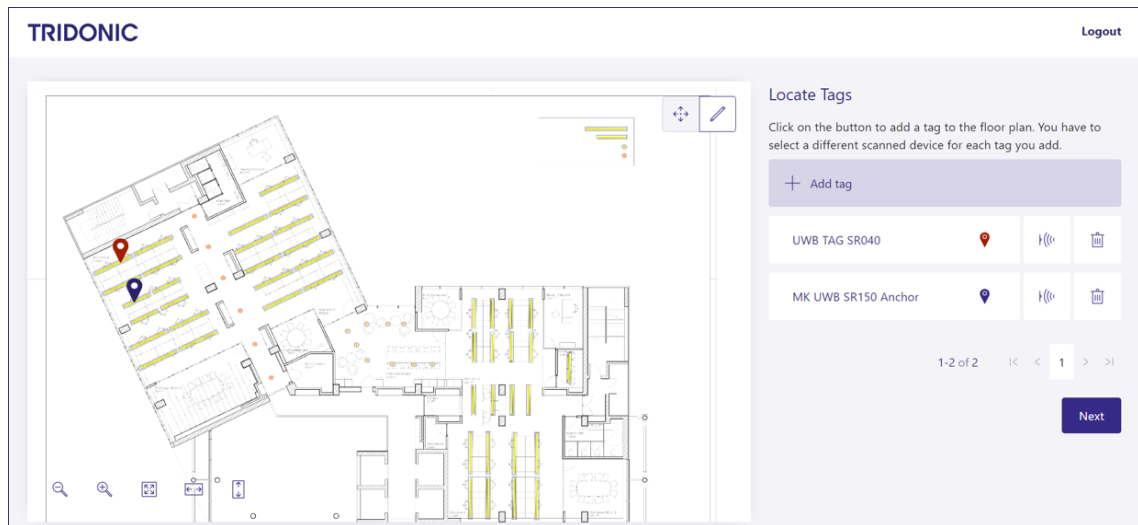 TRIDONIC
Logout
Locate Tags
Click on the button to add a tag to the floor plan. You have to
select a different scanned device for each tag you add.
Add tag
UWB TAG SR040
MK UWB SR150 Anchor
1-2 of 2
1
Next